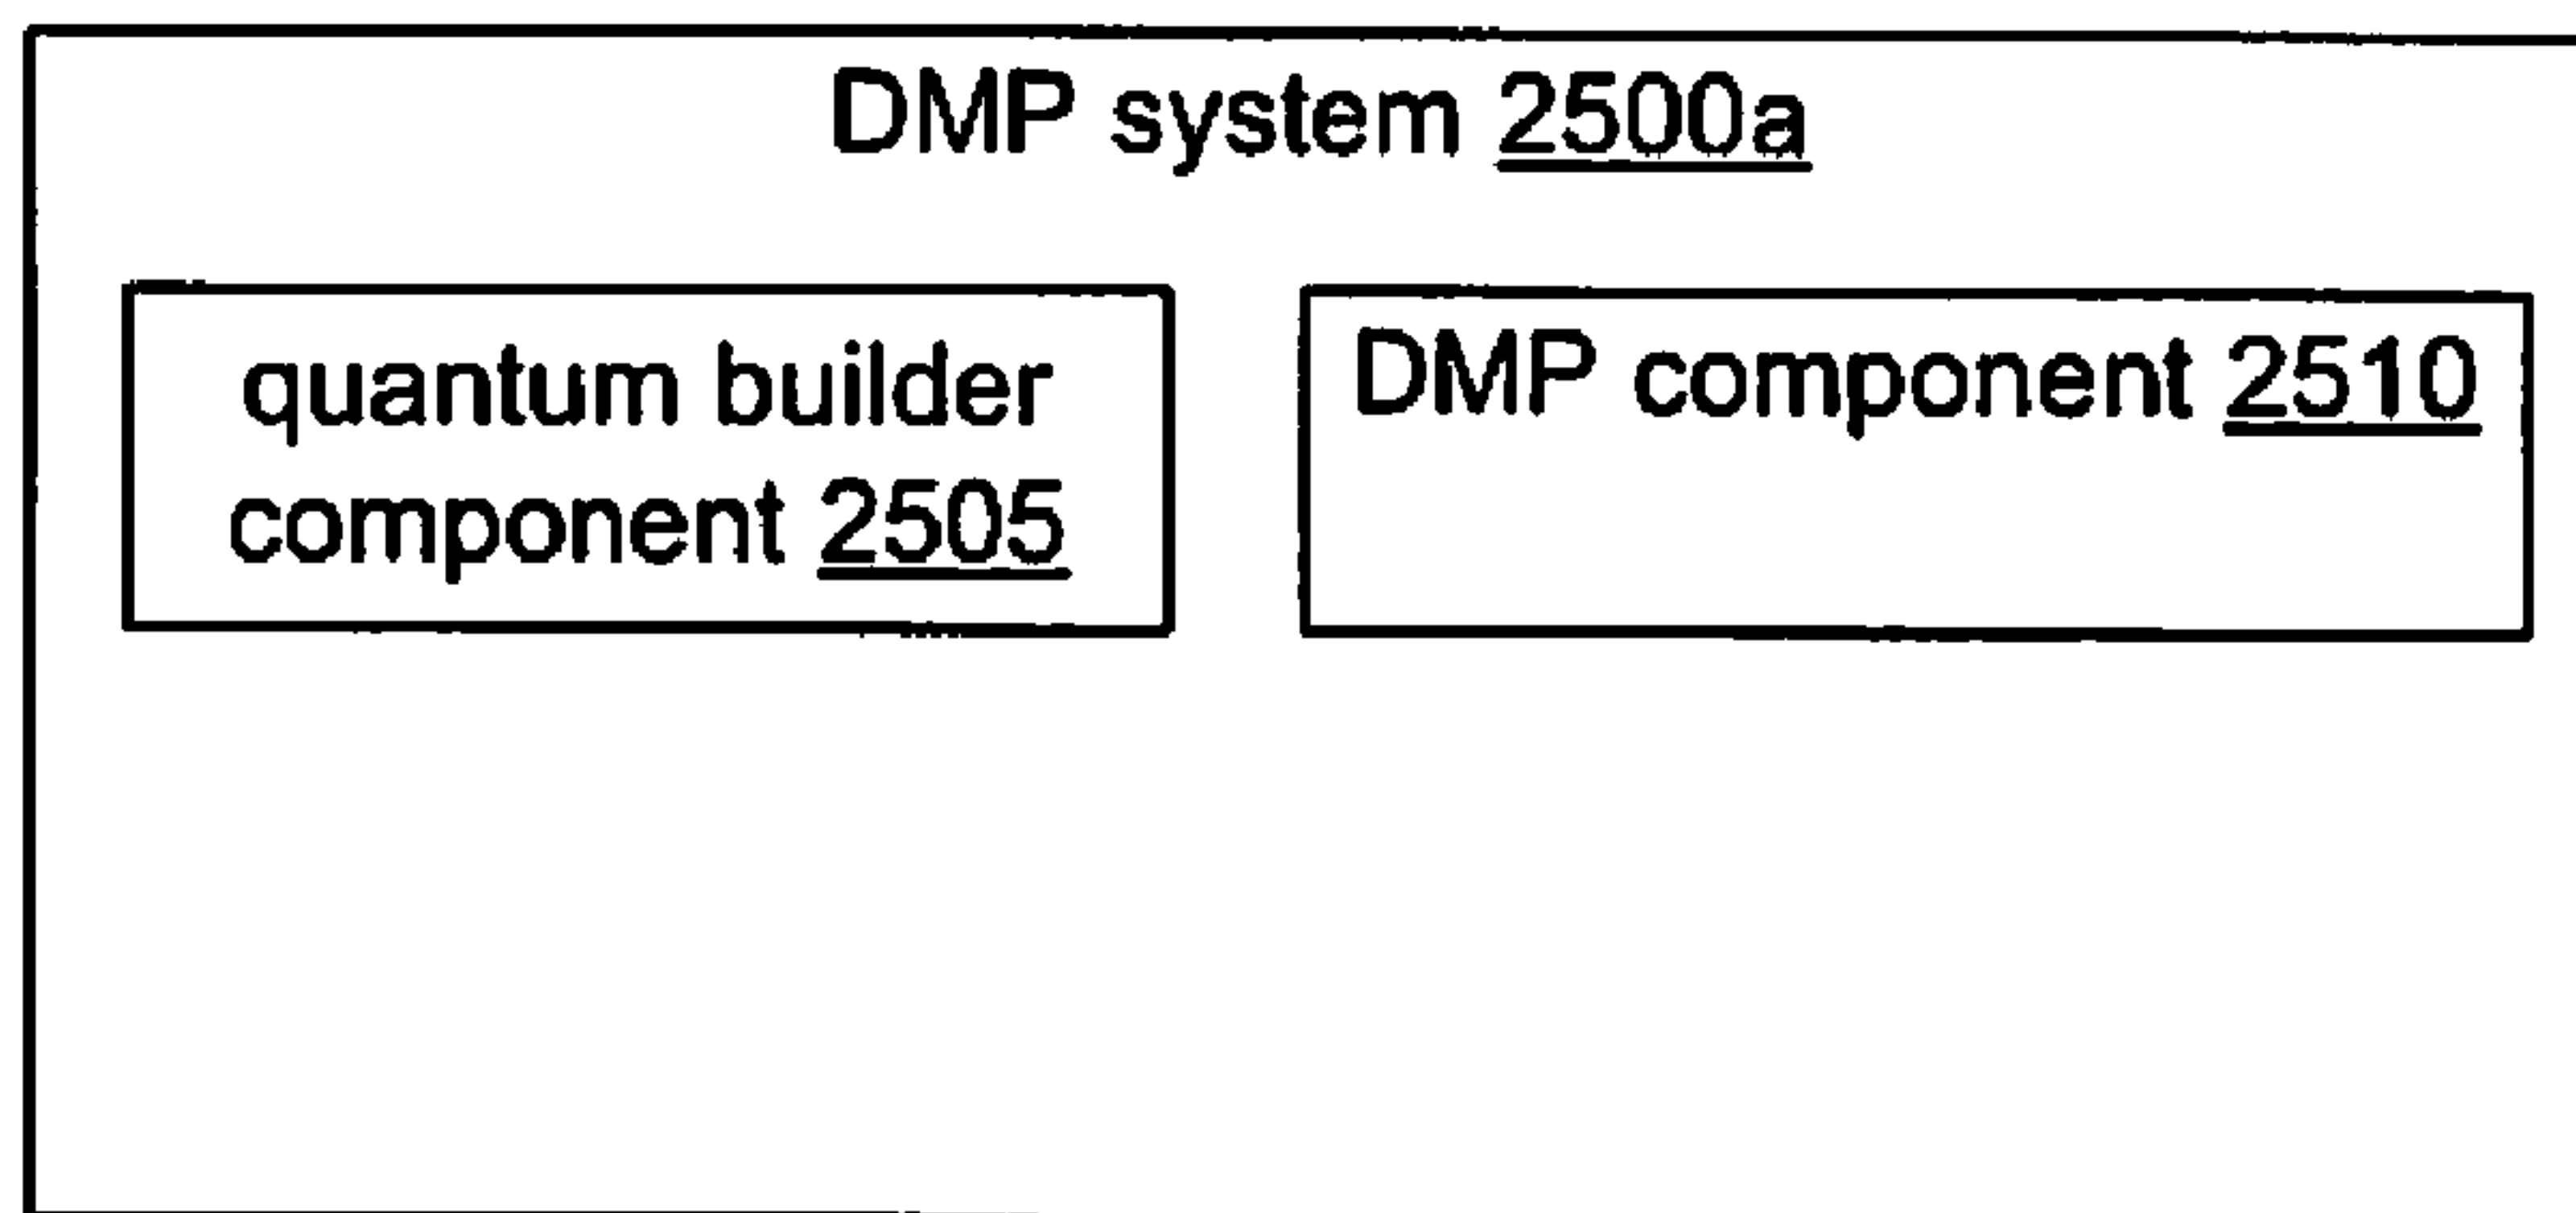 DMP system 2500a
quantum builder
component 2505
DMP component 2510